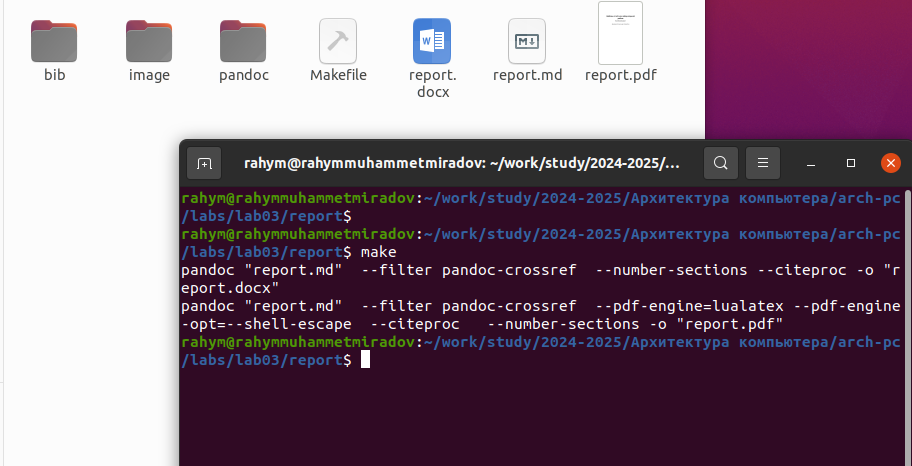 bib
image
pandoc
Makefile
report.
docx
report.md
report.pdf
rahym@rahymmuhammetmiradov: ~/work/study/2024-2025/...
rahym@rahymmuhammetmiradov:~/work/study/2024-2025/Архитектура компьютера/arch-pc
/labs/lab03/report$
rahym@rahymmuhammetmiradov:~/work/study/2024-2025/Архитектура компьютера/arch-pc
/labs/lab03/report$ make
pandoc "report.md"  --filter pandoc-crossref  --number-sections --citeproc -o "r
eport.docx"
pandoc "report.md"  --filter pandoc-crossref  --pdf-engine=lualatex --pdf-engine
-opt=--shell-escape  --citeproc   --number-sections -o "report.pdf"
rahym@rahymmuhammetmiradov:~/work/study/2024-2025/Архитектура компьютера/arch-pc
/labs/lab03/report$